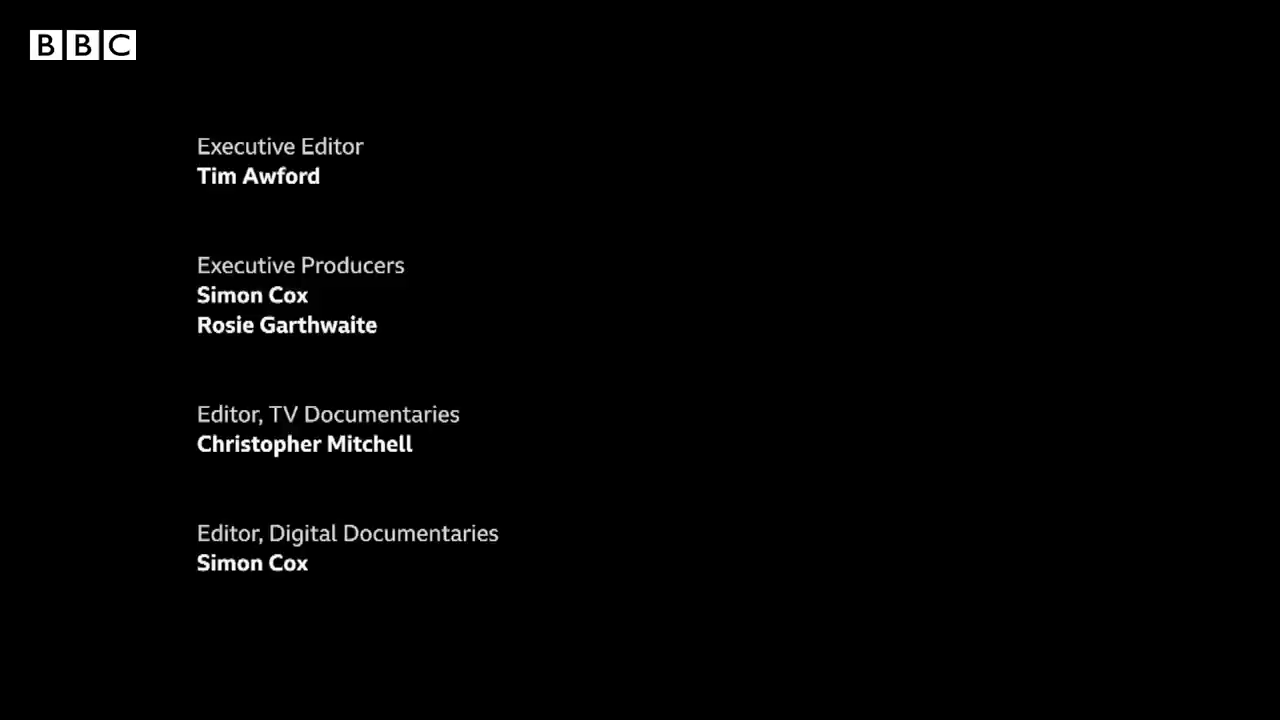 BBC
Executive Editor
Tim Awford
Executive Producers
Simon Cox
Rosie Garthwaite
Editor, TV Documentaries
Christopher Mitchell
Editor, Digital Documentaries
Simon Cox